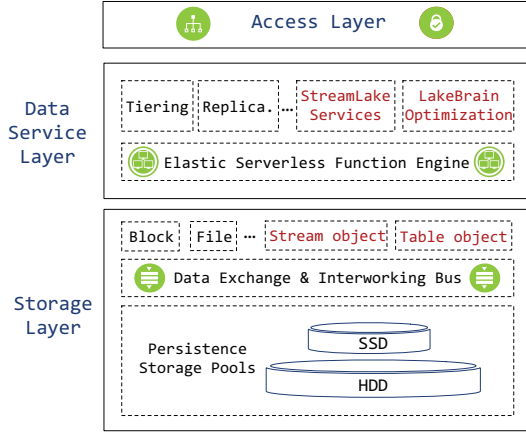 Access Layer
Data
Service
Layer
Tiering
Replica.
...
StreamLake
Services
LakeBrain
Optimization
Elastic Serverless Function Engine
Storage
Layer
Block
File
...
Stream object
Table object
Data Exchange & Interworking Bus
Persistence
Storage Pools
SSD
HDD